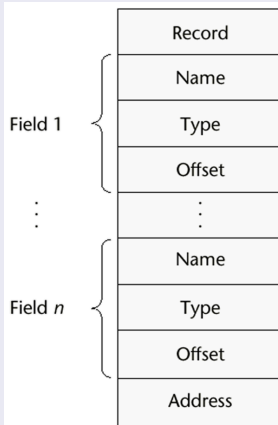 Record
Name
Field 1
Type
Offset
Name
Field n
Type
Offset
Address